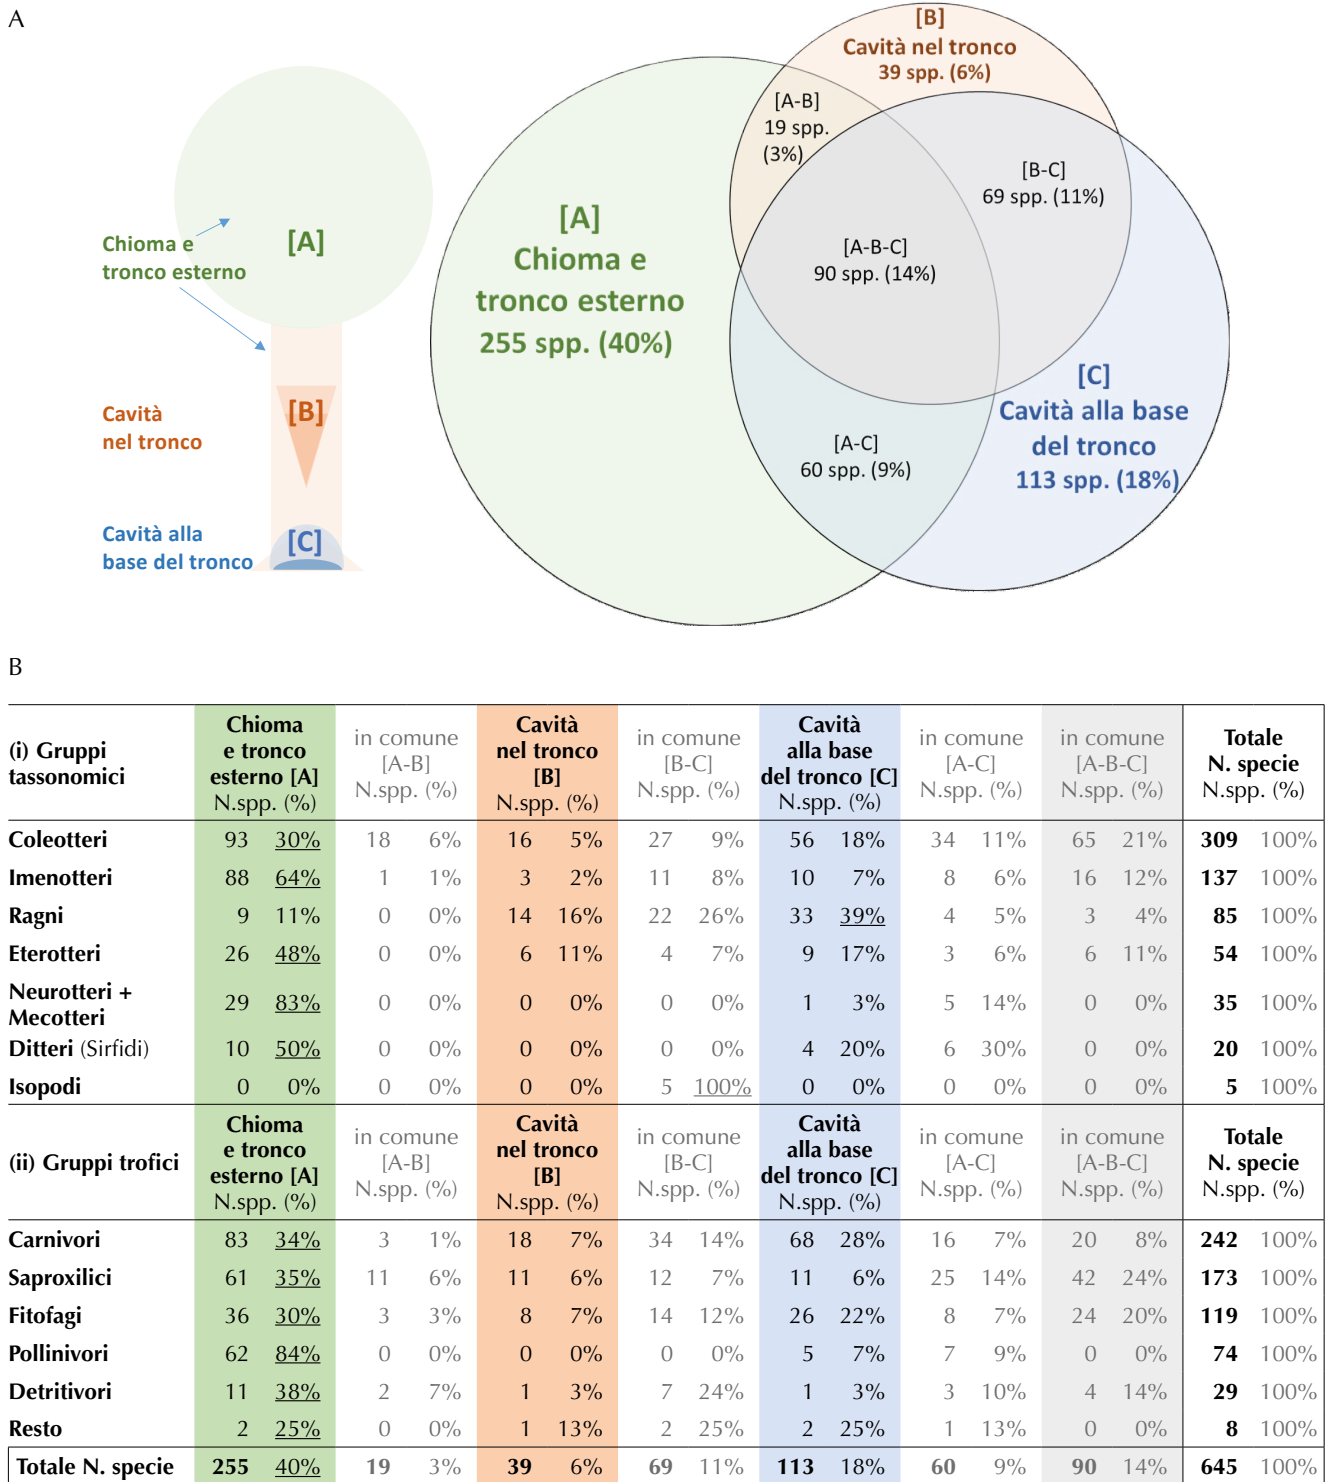 A
[A]
Chioma e
tronco esterno
[B]
Cavità
nel tronco
[C]
Cavità alla
base del tronco
[B]
Cavità nel tronco
39 spp. (6%)
[A-B]
19 spp.
(3%)
[B-C]
69 spp. (11%)
[A]
Chioma e
tronco esterno
255 spp. (40%)
[A-B-C]
90 spp. (14%)
[C]
Cavità alla base
del tronco
113 spp. (18%)
[A-C]
60 spp. (9%)
B
(i) Gruppi
tassonomici
Chioma
e tronco
esterno [A]
N.spp. (%)
in comune
[A-B]
N.spp. (%)
Cavità
nel tronco
[B]
N.spp. (%)
in comune
[B-C]
N.spp. (%)
Cavità
alla base
del tronco [C]
N.spp. (%)
in comune
[A-C]
N.spp. (%)
in comune
[A-B-C]
N.spp. (%)
Totale
N. specie
N.spp. (%)
Coleotteri 93 30% 18 6% 16 5% 27 9% 56 18% 34 11% 65 21% 309 100%
Imenotteri 88 64% 1 1% 3 2% 11 8% 10 7% 8 6% 16 12% 137 100%
Ragni 9 11% 0 0% 14 16% 22 26% 33 39% 4 5% 3 4% 85 100%
Eterotteri 26 48% 0 0% 6 11% 4 7% 9 17% 3 6% 6 11% 54 100%
Neurotteri +
Mecotteri 29 83% 0 0% 0 0% 0 0% 1 3% 5 14% 0 0% 35 100%
Ditteri (Sirfidi) 10 50% 0 0% 0 0% 0 0% 4 20% 6 30% 0 0% 20 100%
Isopodi 0 0% 0 0% 0 0% 5 100% 0 0% 0 0% 0 0% 5 100%
(ii) Gruppi trofici
Chioma
e tronco
esterno [A]
N.spp. (%)
in comune
[A-B]
N.spp. (%)
Cavità
nel tronco
[B]
N.spp. (%)
in comune
[B-C]
N.spp. (%)
Cavità
alla base
del tronco [C]
N.spp. (%)
in comune
[A-C]
N.spp. (%)
in comune
[A-B-C]
N.spp. (%)
Totale
N. specie
N.spp. (%)
Carnivori 83 34% 3 1% 18 7% 34 14% 68 28% 16 7% 20 8% 242 100%
Saproxilici 61 35% 11 6% 11 6% 12 7% 11 6% 25 14% 42 24% 173 100%
Fitofagi 36 30% 3 3% 8 7% 14 12% 26 22% 8 7% 24 20% 119 100%
Pollinivori 62 84% 0 0% 0 0% 0 0% 5 7% 7 9% 0 0% 74 100%
Detritivori 11 38% 2 7% 1 3% 7 24% 1 3% 3 10% 4 14% 29 100%
Resto 2 25% 0 0% 1 13% 2 25% 2 25% 1 13% 0 0% 8 100%
Totale N. specie 255 40% 19 3% 39 6% 69 11% 113 18% 60 9% 90 14% 645 100%